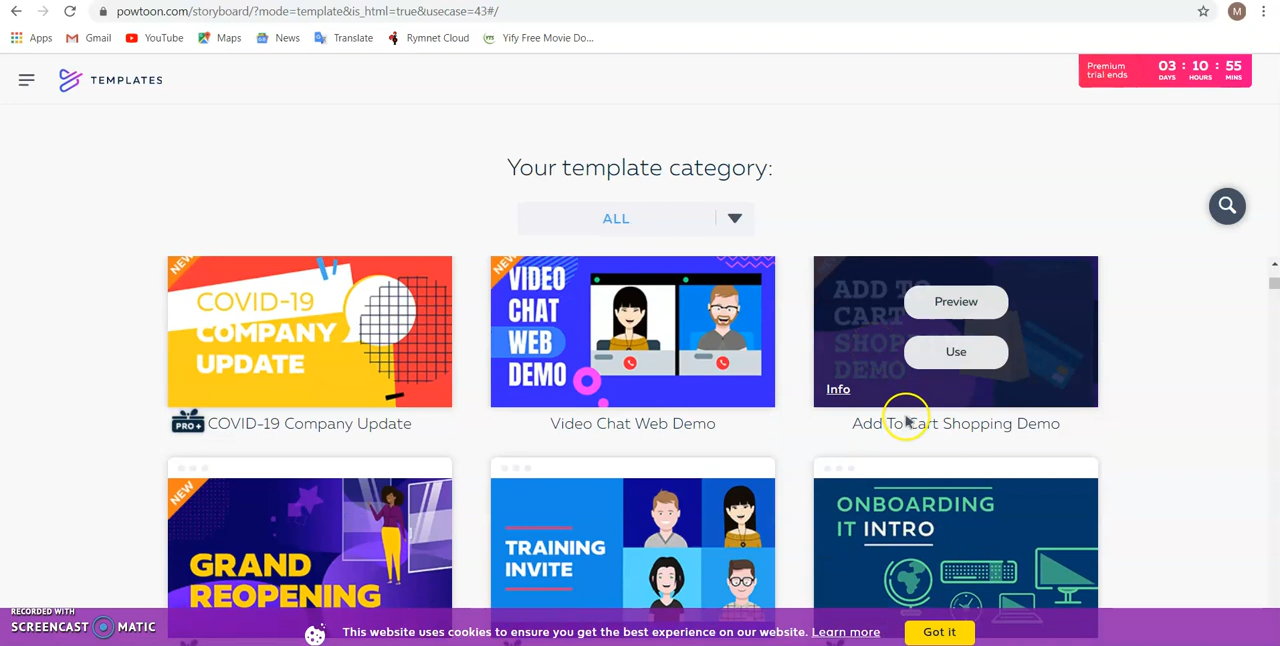 powtoon.com/storyboard/?mode=template&is_html=true&usecase=43#/
M
Apps Gmail YouTube Maps News Translate Rymnet Cloud Yify Free Movie Do...
TEMPLATES
Premium trial ends
03 : 10 : 55
DAYS HOURS MINS
Your template category:
ALL
NEW
COVID-19
COMPANY
UPDATE
NEW
VIDEO
CHAT
WEB
DEMO
ADD TO
CART
SHOPPING
DEMO
Preview
Use
Info
PRO+ COVID-19 Company Update
Video Chat Web Demo
Add To Cart Shopping Demo
NEW
GRAND
REOPENING
TRAINING
INVITE
ONBOARDING
IT INTRO
RECORDED WITH
SCREENCAST MATIC
This website uses cookies to ensure you get the best experience on our website. Learn more
Got it